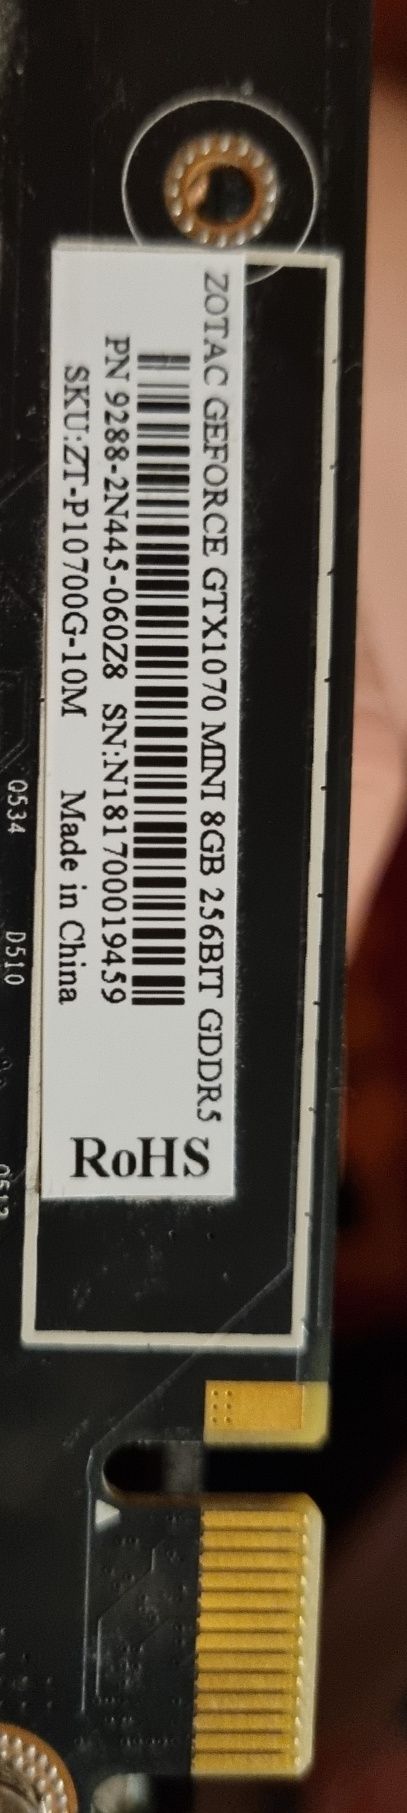 ZOTAC GEFORCE GTX1070 MINI 8GB 256BIT GDDR5
PN 9288-2N445-060Z8 SN:N181700019459
SKU:ZT-P10700G-10M Made in China
RoHS
Q534
D510